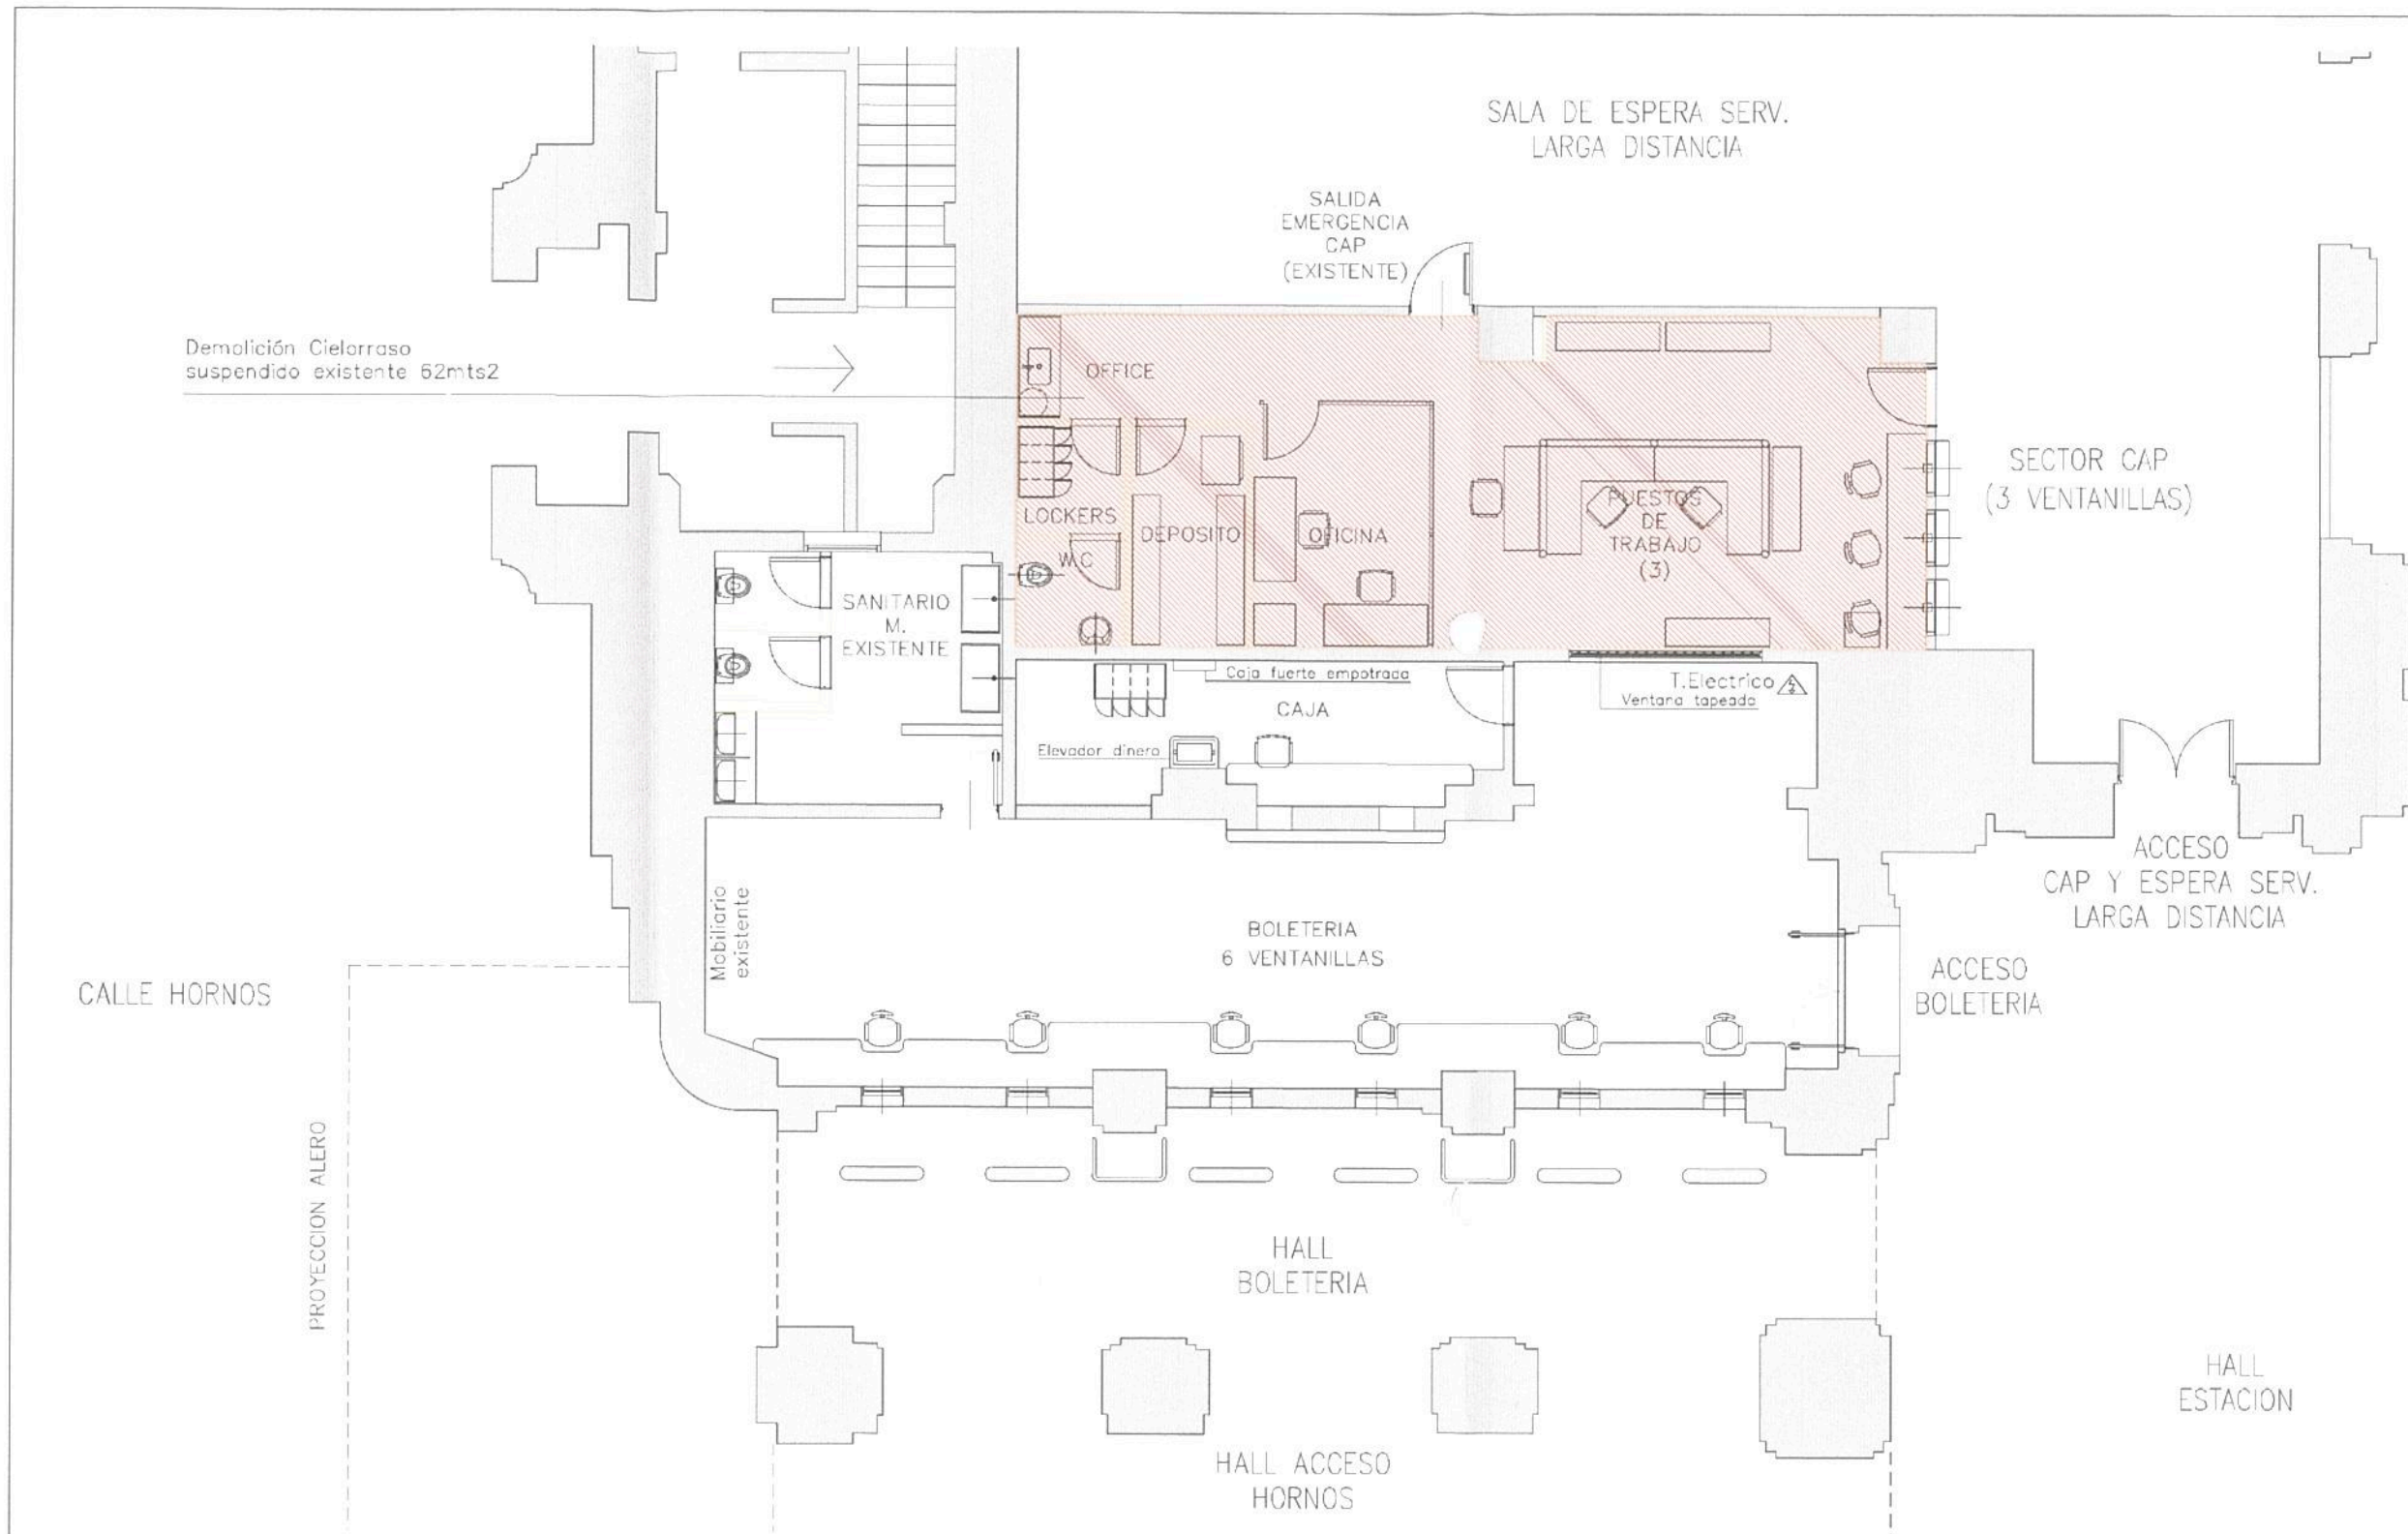 SALA DE ESPERA SERV.
LARGA DISTANCIA
SALIDA
EMERGENCIA
CAP
(EXISTENTE)
Demolición Cielorraso
suspendido existente 62mts2
OFFICE
SECTOR CAP
(3 VENTANILLAS)
LOCKERS
DEPOSITO
OFICINA
PUESTOS
DE
TRABAJO
(3)
W.C
SANITARIO
M.
EXISTENTE
Caja fuerte empotrada
T.Electrico
Ventana tapeada
CAJA
Elevador dinero
ACCESO
CAP Y ESPERA SERV.
LARGA DISTANCIA
Mobiliario
existente
BOLETERIA
6 VENTANILLAS
ACCESO
BOLETERIA
CALLE HORNOS
PROYECCION ALERO
HALL
BOLETERIA
HALL
ESTACION
HALL ACCESO
HORNOS